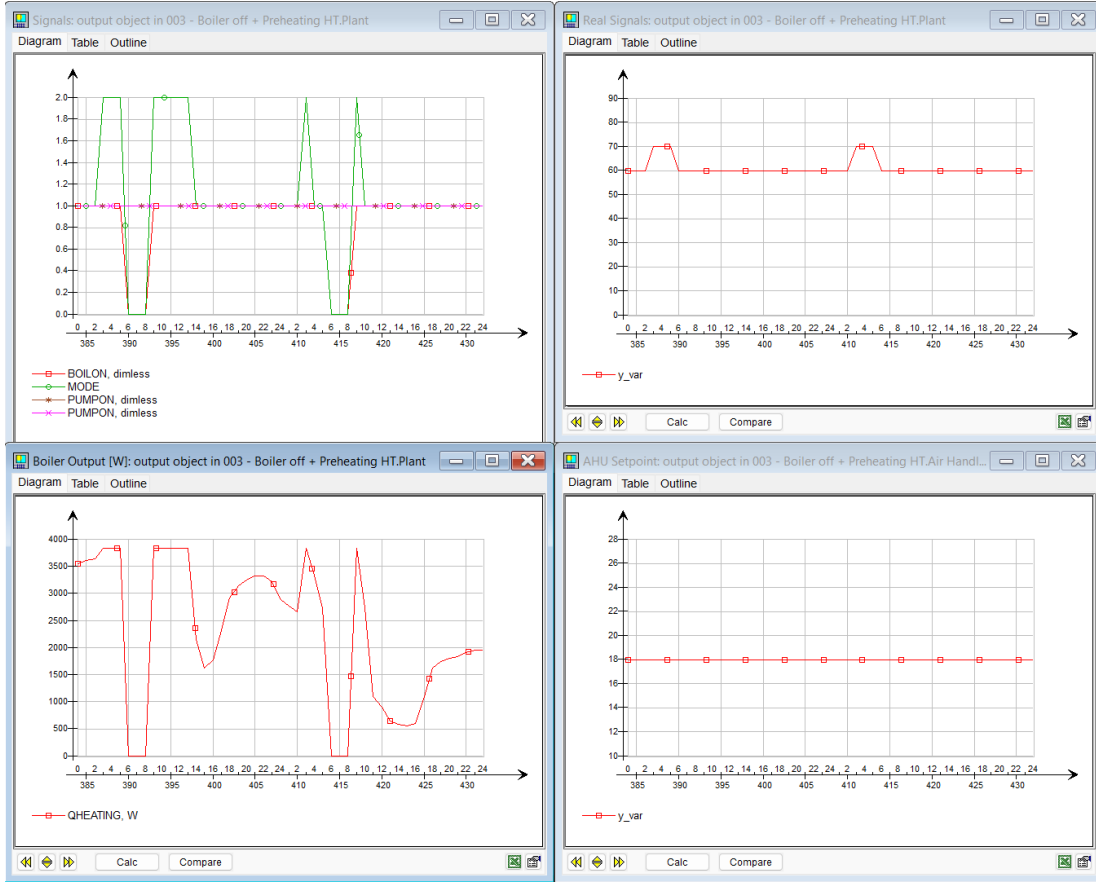 Signals: output object in 003 - Boiler off + Preheating HT.Plant
Diagram Table Outline
2.0
1.8
1.6
1.4
1.2
1.0
0.8
0.6
0.4
0.2
0.0
0 2 4 6 8 10 12 14 16 18 20 22 24 2 4 6 8 10 12 14 16 18 20 22 24
385 390 395 400 405 410 415 420 425 430
BOILON, dimless
MODE
PUMPON, dimless
PUMPON, dimless
Real Signals: output object in 003 - Boiler off + Preheating HT.Plant
Diagram Table Outline
90
80
70
60
50
40
30
20
10
0
0 2 4 6 8 10 12 14 16 18 20 22 24 2 4 6 8 10 12 14 16 18 20 22 24
385 390 395 400 405 410 415 420 425 430
y_var
Calc Compare
Boiler Output [W]: output object in 003 - Boiler off + Preheating HT.Plant
Diagram Table Outline
4000
3500
3000
2500
2000
1500
1000
500
0
0 2 4 6 8 10 12 14 16 18 20 22 24 2 4 6 8 10 12 14 16 18 20 22 24
385 390 395 400 405 410 415 420 425 430
QHEATING, W
Calc Compare
AHU Setpoint: output object in 003 - Boiler off + Preheating HT.Air Handl...
Diagram Table Outline
28
26
24
22
20
18
16
14
12
10
0 2 4 6 8 10 12 14 16 18 20 22 24 2 4 6 8 10 12 14 16 18 20 22 24
385 390 395 400 405 410 415 420 425 430
y_var
Calc Compare